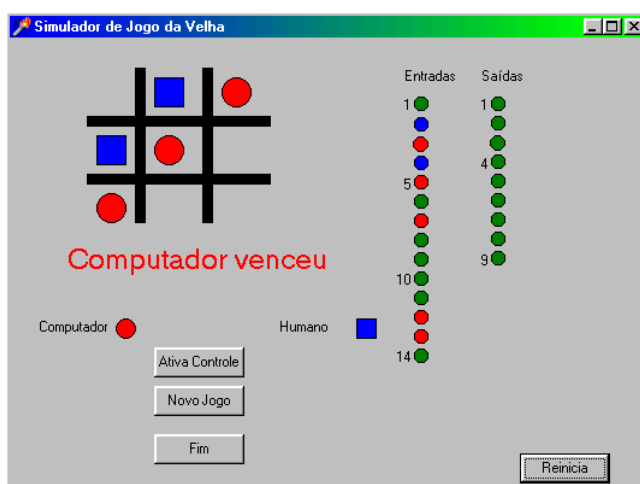 Simulador de Jogo da Velha
Entradas Saídas
1 1
4
5
Computador venceu
9
10
Computador Humano
14
Ativa Controle
Novo Jogo
Fim
Reinicia